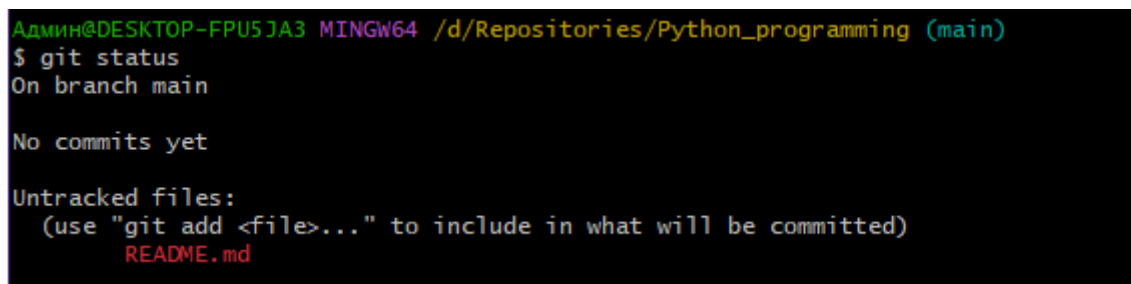 Админ@DESKTOP-FPU5JA3 MINGW64 /d/Repositories/Python_programming (main)
$ git status
On branch main
No commits yet
Untracked files:
(use "git add <file>..." to include in what will be committed)
README.md